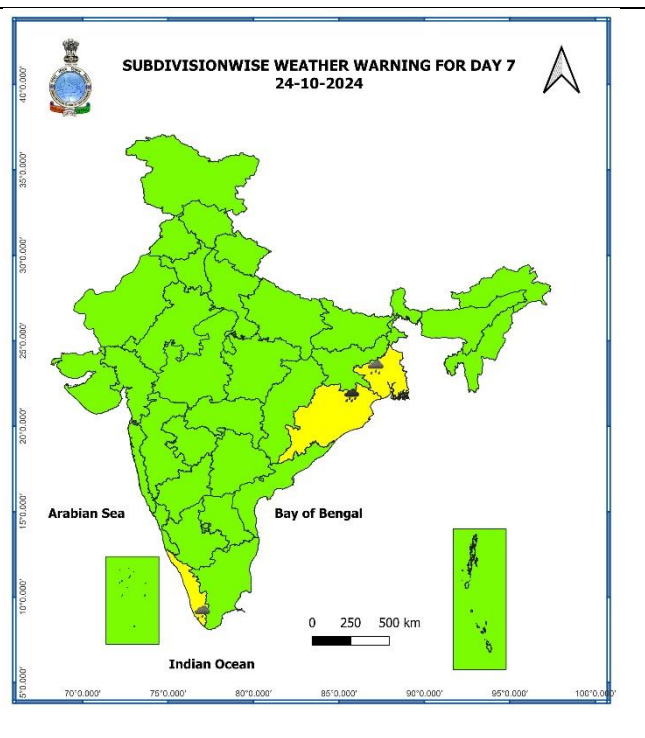 SUBDIVISIONWISE WEATHER WARNING FOR DAY 7
24-10-2024
40°0.000'
35°0.000'
30°0.000'
25°0.000'
20°0.000'
15°0.000'
10°0.000'
5°0.000'
Arabian Sea
Bay of Bengal
0 250 500 km
Indian Ocean
70°0.000' 75°0.000' 80°0.000' 85°0.000' 90°0.000' 95°0.000' 100°0.000'